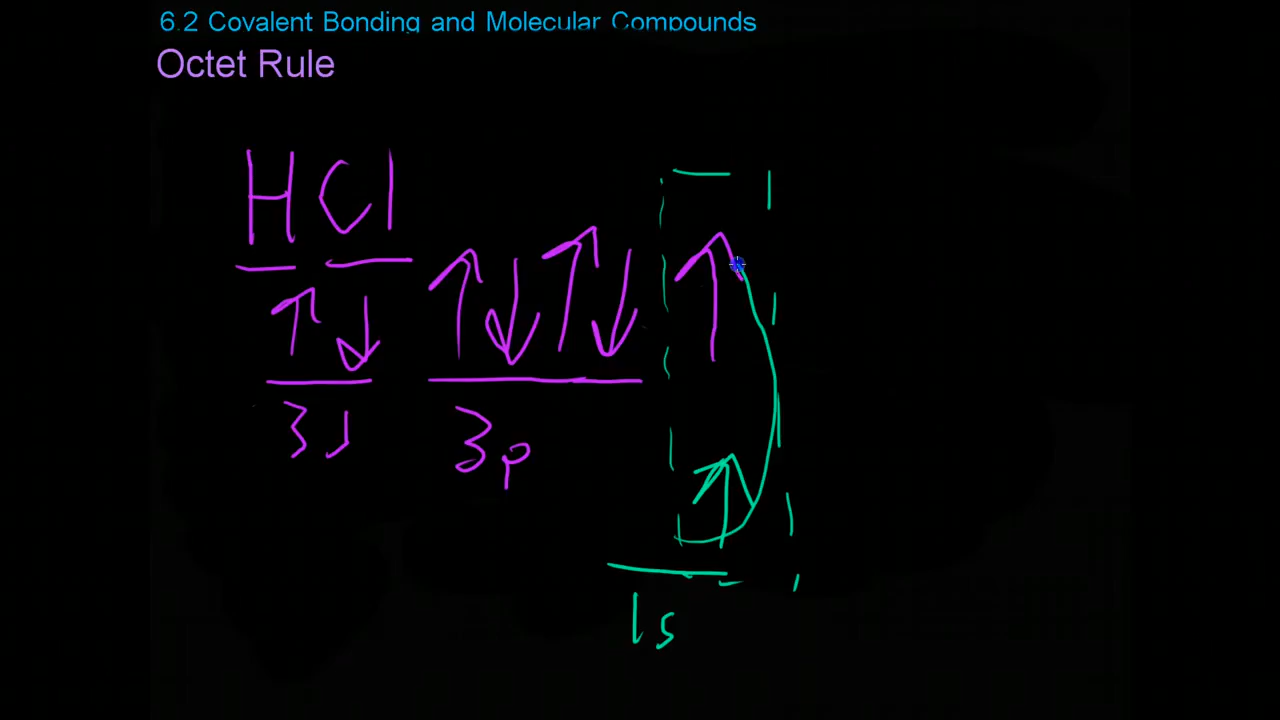 6.2 Covalent Bonding and Molecular Compounds
Octet Rule
HCl
3s 3p
1s